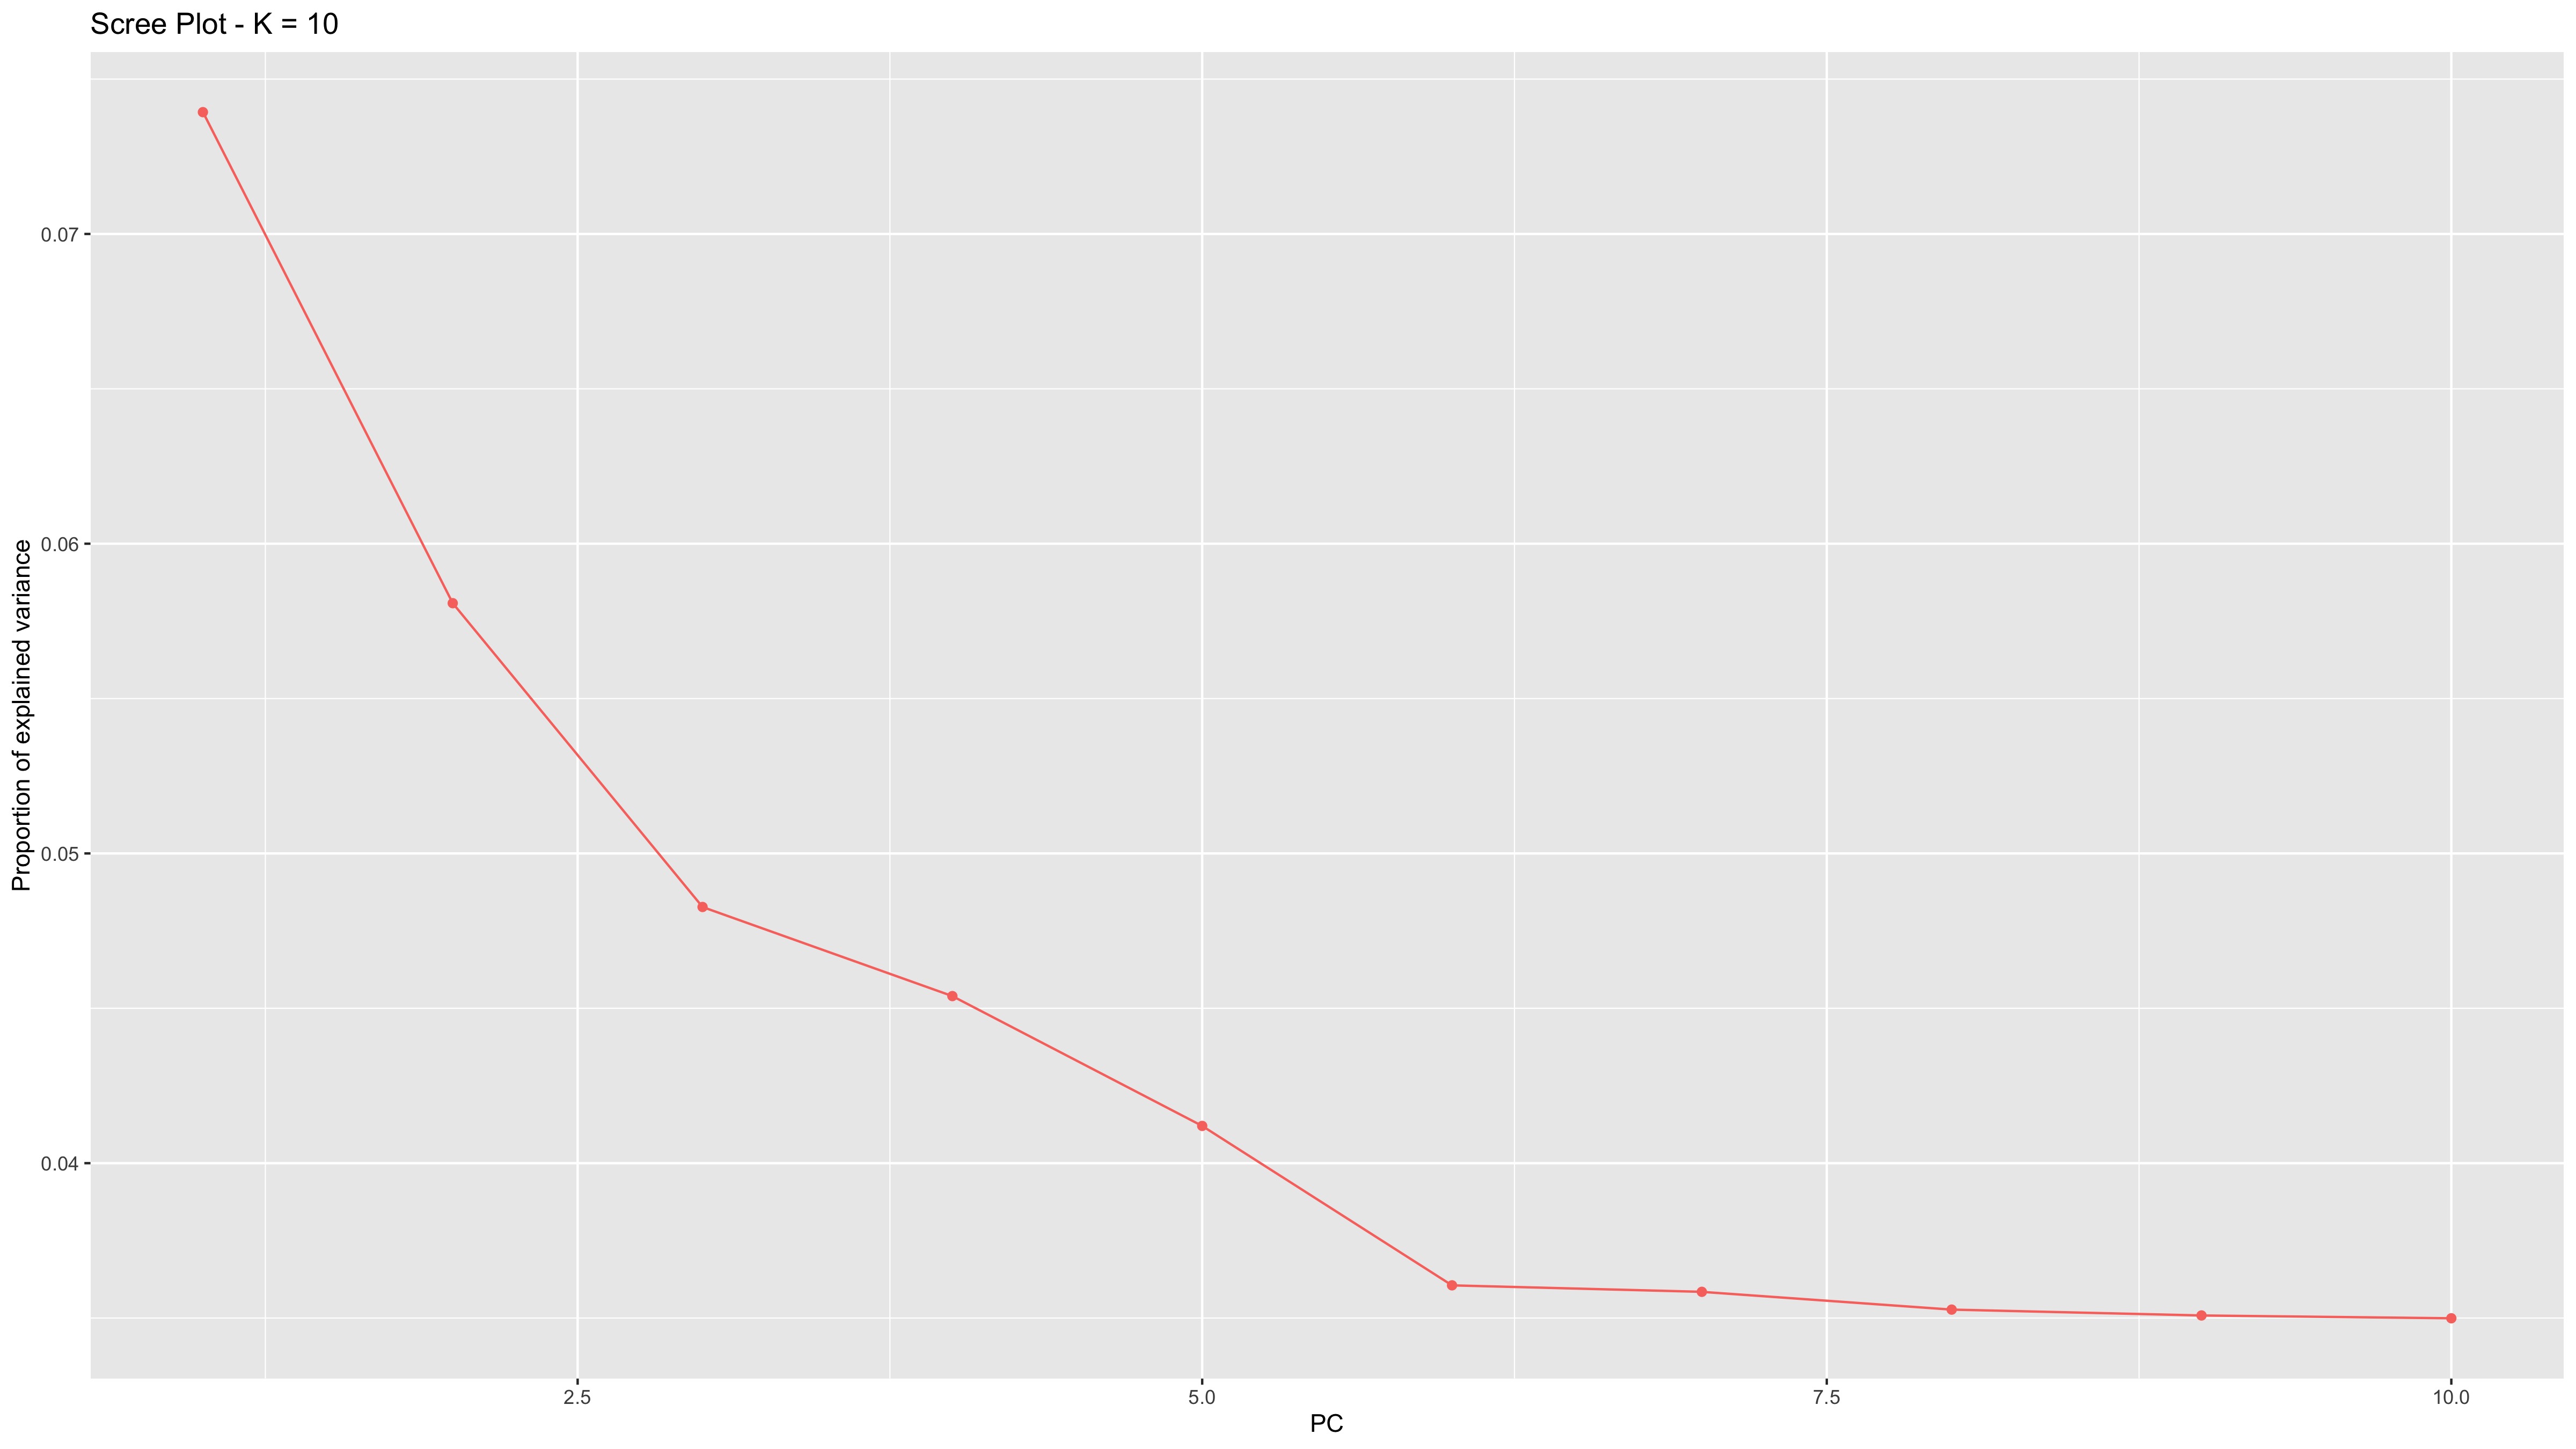 Scree Plot - K = 10
Proportion of explained variance
0.07
0.06
0.05
0.04
2.5
5.0
7.5
10.0
PC